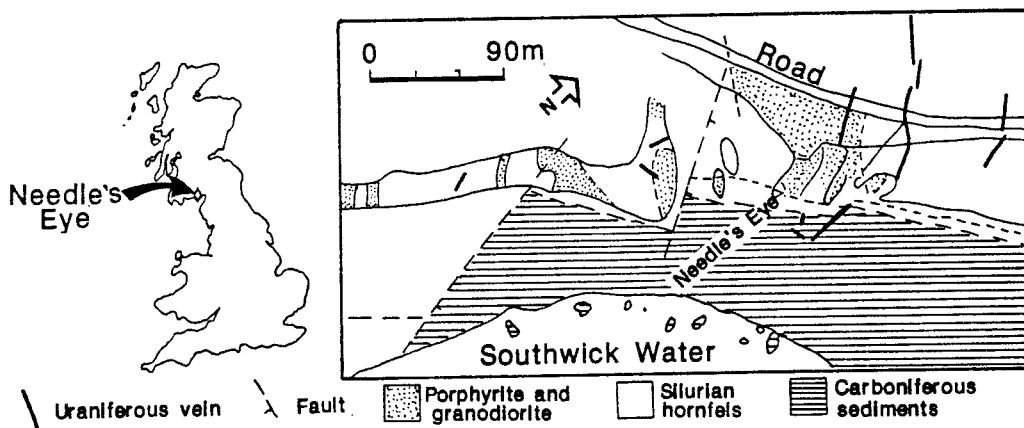 Needle's
Eye
0
90m
N
Road
Needle's Eye
Southwick Water
Uraniferous vein
Fault
Porphyrite and
granodiorite
Silurian
hornfels
Carboniferous
sediments